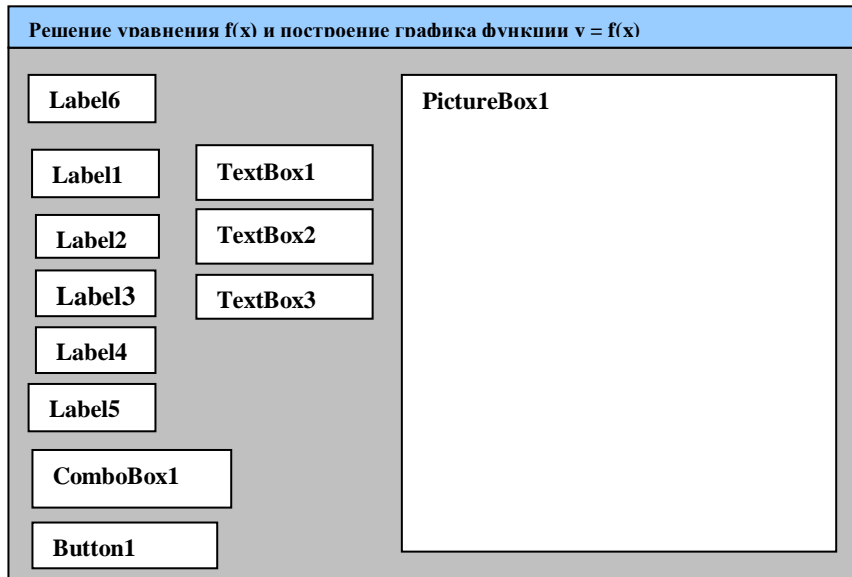 Решение уравнения f(x) и построение графика функции y = f(x)
Label6
PictureBox1
Label1
TextBox1
Label2
TextBox2
Label3
TextBox3
Label4
Label5
ComboBox1
Button1